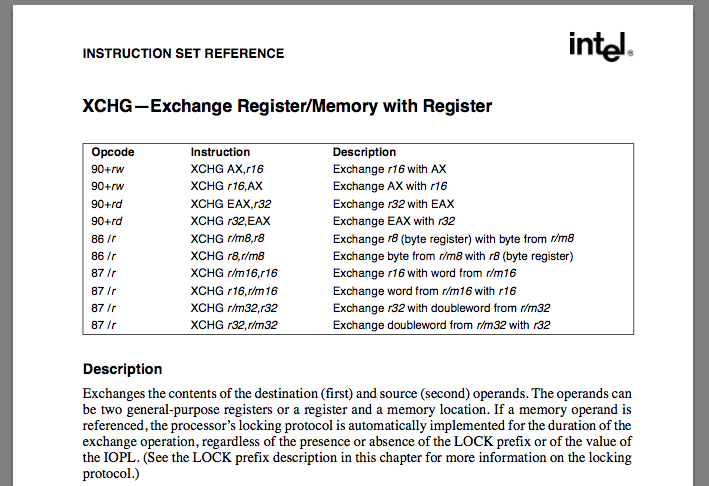 INSTRUCTION SET REFERENCE
intel®
XCHG—Exchange Register/Memory with Register
Opcode Instruction Description
90+rw XCHG AX,r16 Exchange r16 with AX
90+rw XCHG r16,AX Exchange AX with r16
90+rd XCHG EAX,r32 Exchange r32 with EAX
90+rd XCHG r32,EAX Exchange EAX with r32
86 /r XCHG r/m8,r8 Exchange r8 (byte register) with byte from r/m8
86 /r XCHG r8,r/m8 Exchange byte from r/m8 with r8 (byte register)
87 /r XCHG r/m16,r16 Exchange r16 with word from r/m16
87 /r XCHG r16,r/m16 Exchange word from r/m16 with r16
87 /r XCHG r/m32,r32 Exchange r32 with doubleword from r/m32
87 /r XCHG r32,r/m32 Exchange doubleword from r/m32 with r32
Description
Exchanges the contents of the destination (first) and source (second) operands. The operands can
be two general-purpose registers or a register and a memory location. If a memory operand is
referenced, the processor’s locking protocol is automatically implemented for the duration of the
exchange operation, regardless of the presence or absence of the LOCK prefix or of the value of
the IOPL. (See the LOCK prefix description in this chapter for more information on the locking
protocol.)